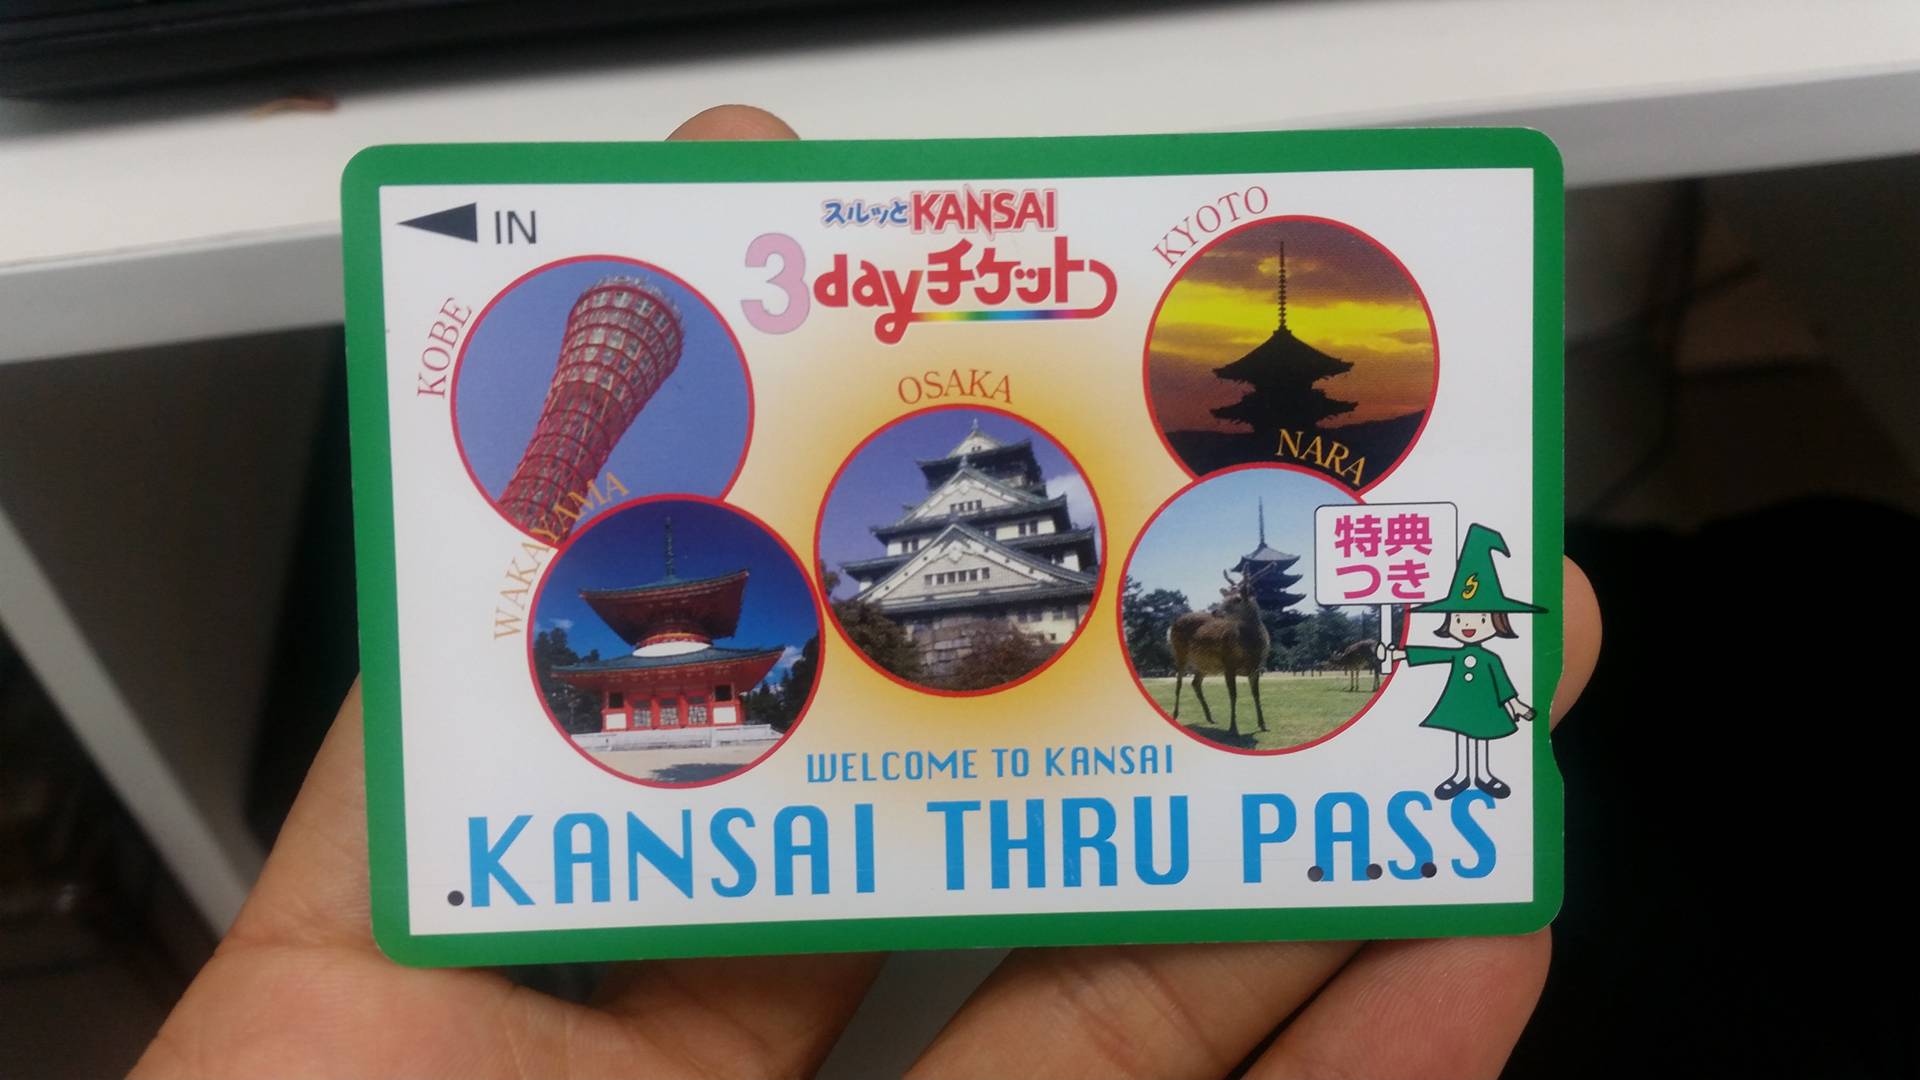 IN
スルッとKANSAI
3dayチケット
KOBE
KYOTO
OSAKA
NARA
WAKAYAMA
特典
つき
S
WELCOME TO KANSAI
KANSAI THRU PASS